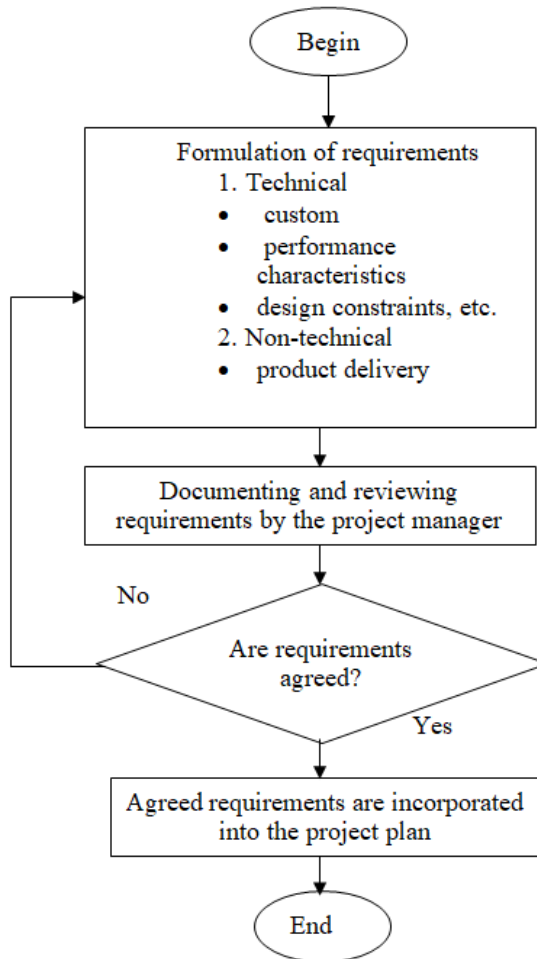 Begin
Formulation of requirements
1. Technical
• custom
• performance
characteristics
• design constraints, etc.
2. Non-technical
• product delivery
Documenting and reviewing
requirements by the project manager
No
Are requirements
agreed?
Yes
Agreed requirements are incorporated
into the project plan
End